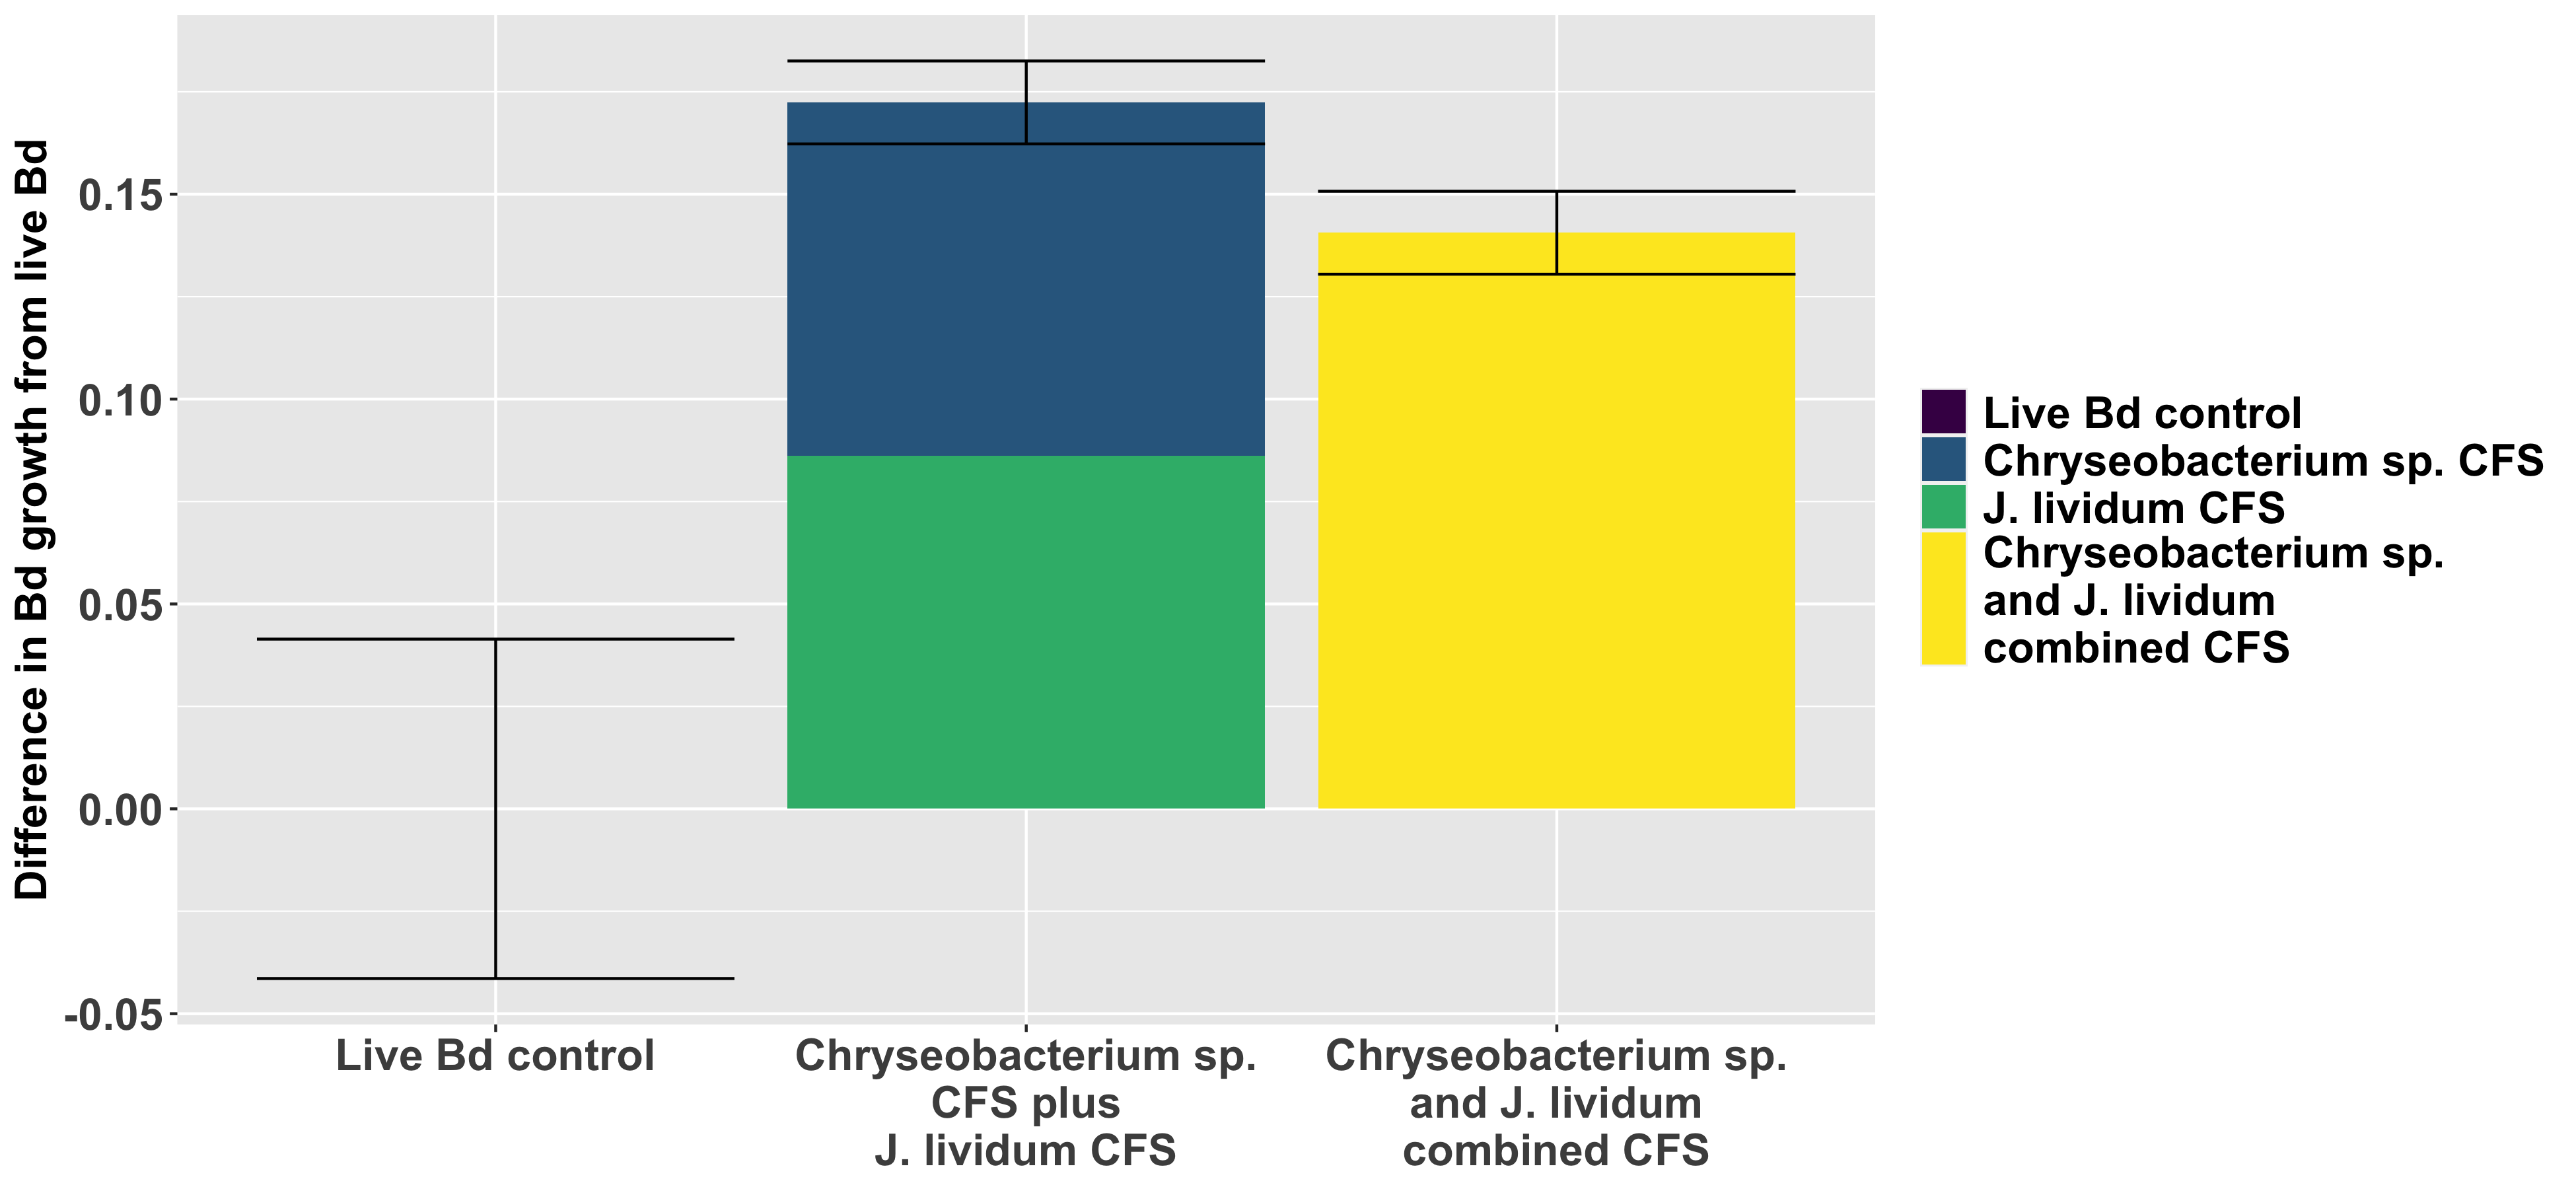 Difference in Bd growth from live Bd
0.15
0.10
0.05
0.00
-0.05
Live Bd control
Chryseobacterium sp.
CFS plus
J. lividum CFS
Chryseobacterium sp.
and J. lividum
combined CFS
Live Bd control
Chryseobacterium sp. CFS
J. lividum CFS
Chryseobacterium sp.
and J. lividum
combined CFS